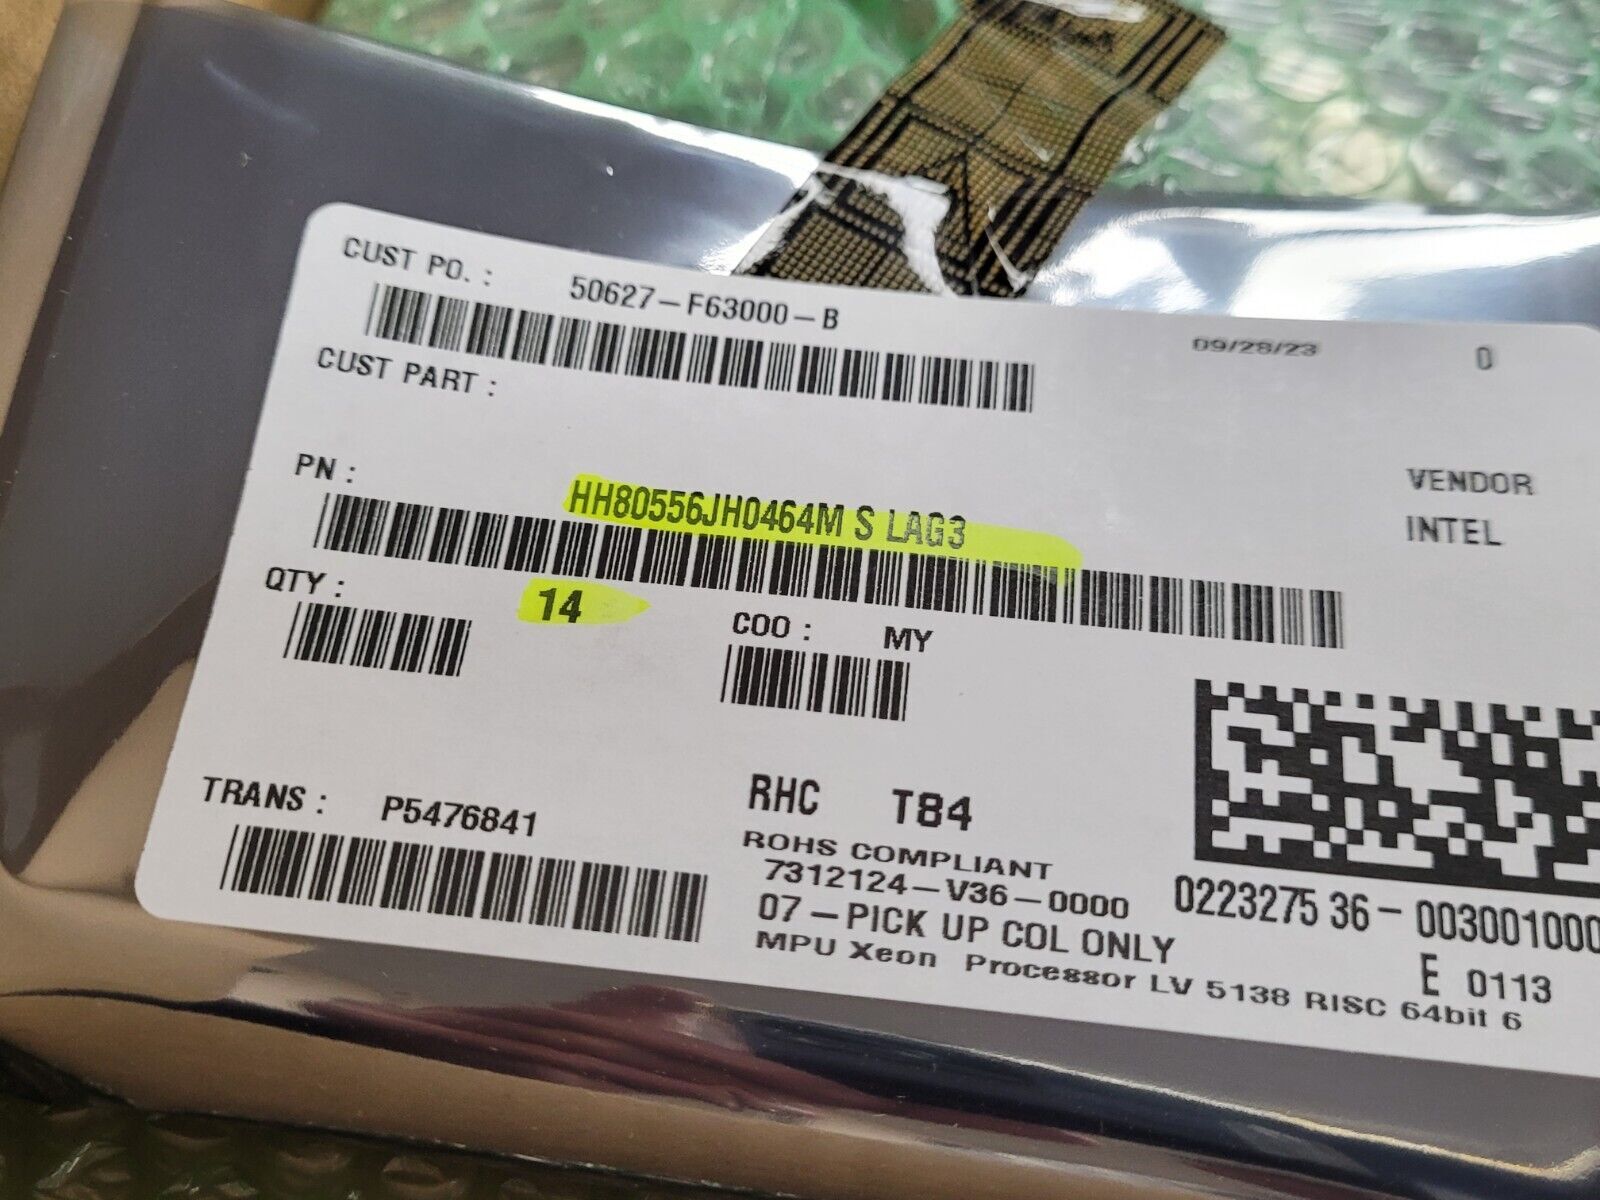 CUST PO. : 50627-F63000-B 09/28/23 0
CUST PART :
PN : HH80556JH0464M S LAG3
VENDOR
INTEL
QTY : 14
COO : MY
TRANS : P5476841
RHC T84
ROHS COMPLIANT
7312124-V36-0000
07-PICK UP COL ONLY
MPU Xeon Processor LV 5138 RISC 64bit 6
022327536-003001000
E 0113